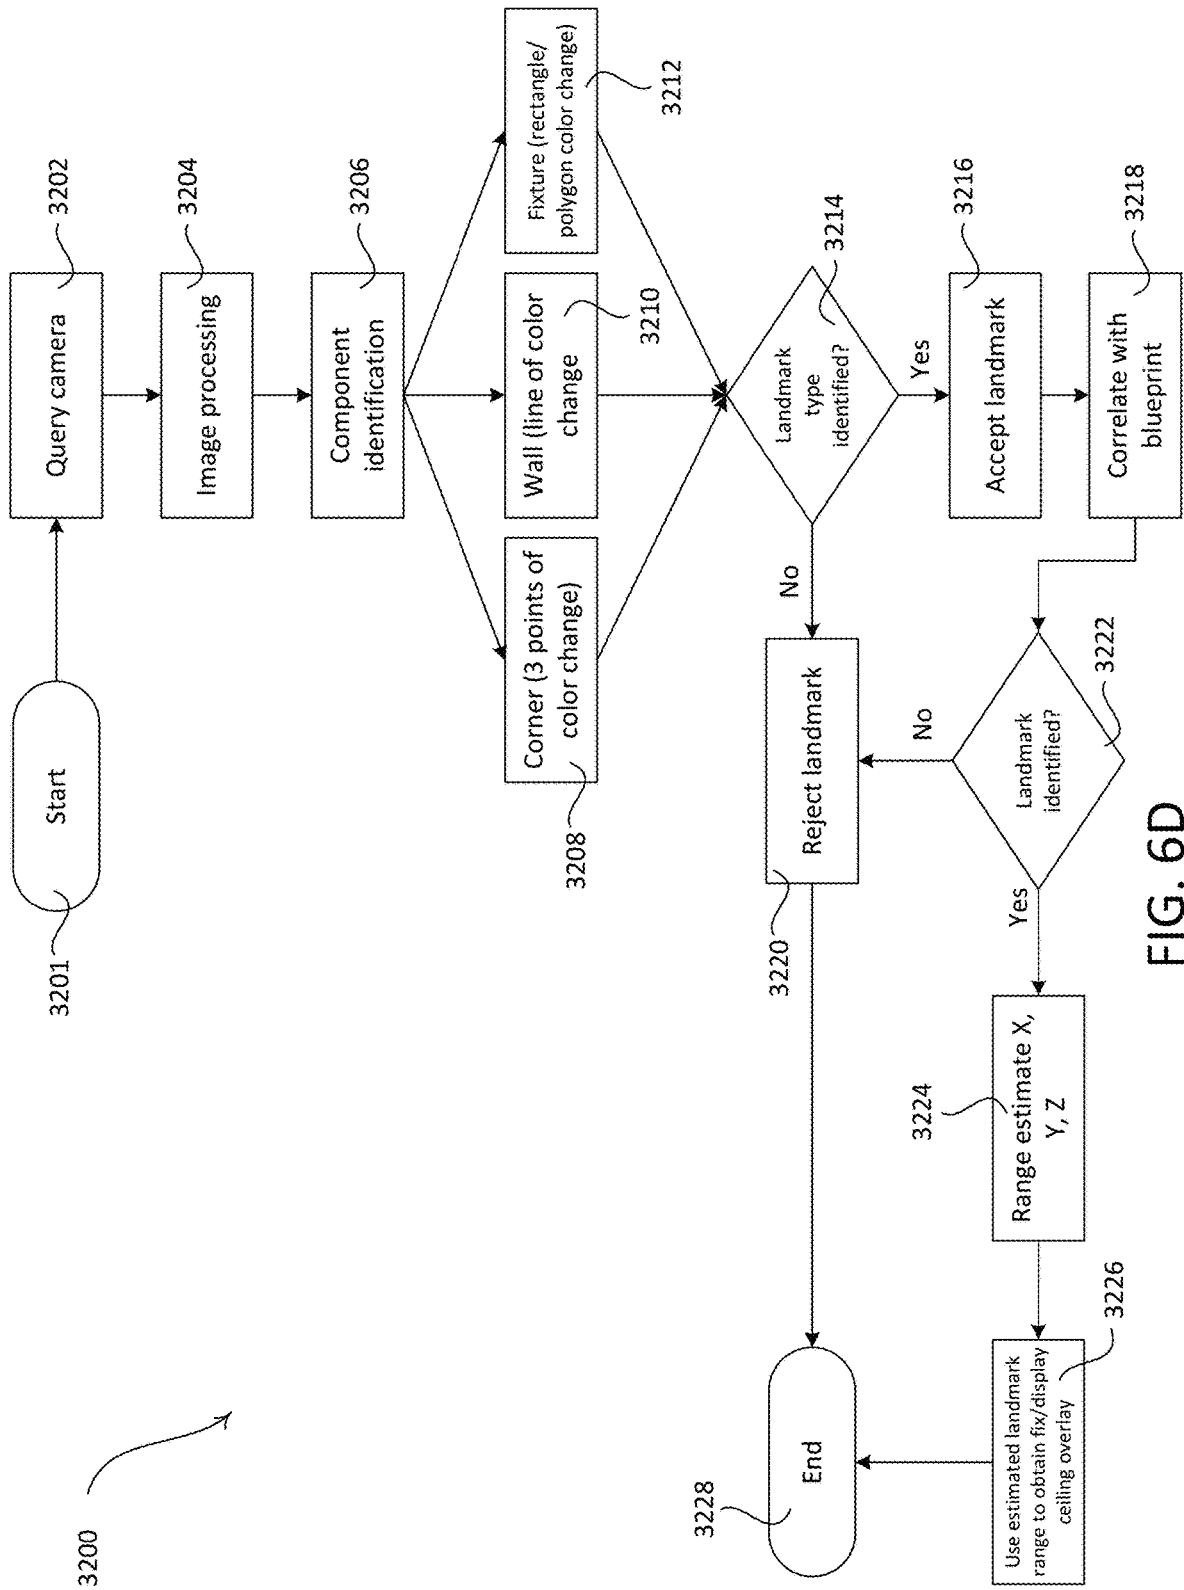 3200
Start
3201
Query camera
3202
Image processing
3204
Component
identification
3206
Corner (3 points of
color change)
3208
Wall (line of color
change
3210
Fixture (rectangle/
polygon color change)
3212
Landmark
type
identified?
3214
No
Yes
Accept landmark
3216
Correlate with
blueprint
3218
Reject landmark
3220
Landmark
identified?
3222
No
Yes
Range estimate X,
Y, Z
3224
Use estimated landmark
range to obtain fix/display
ceiling overlay
3226
End
3228
FIG. 6D